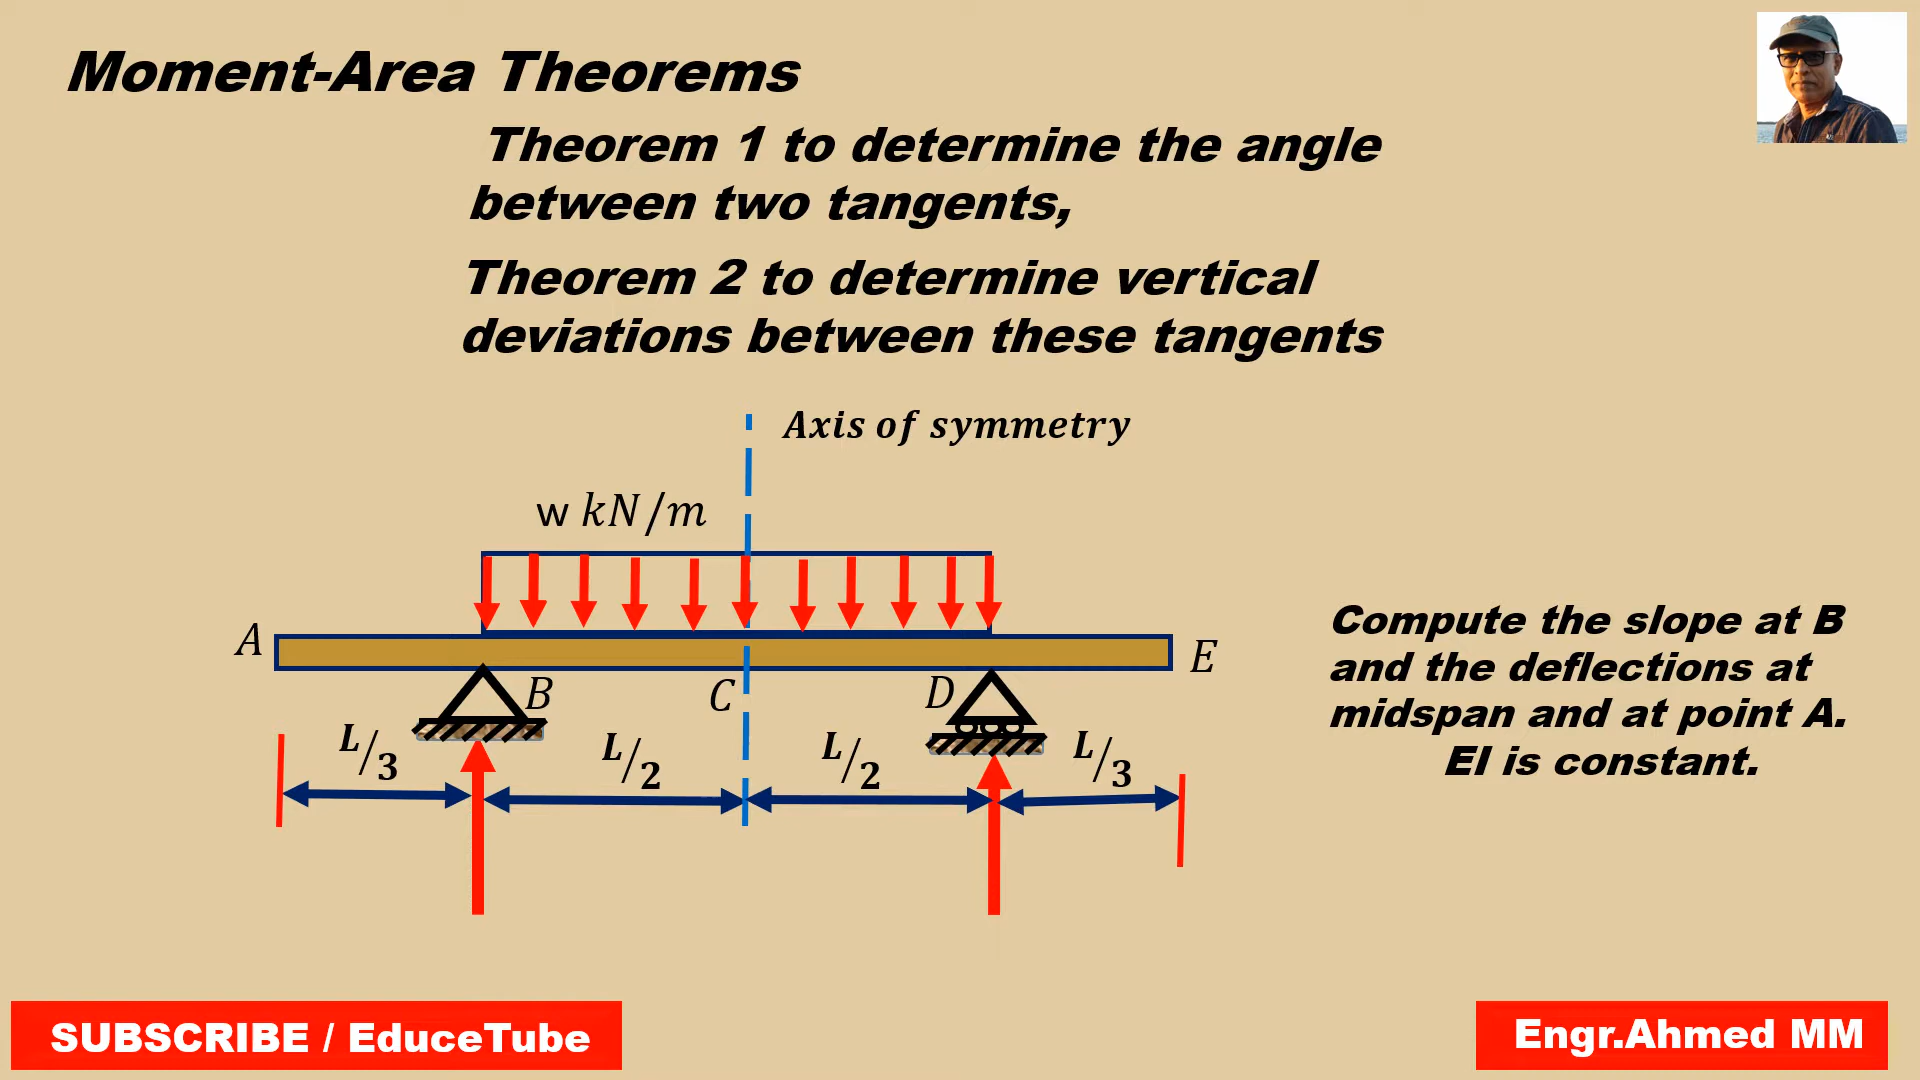 Moment-Area Theorems
Theorem 1 to determine the angle
between two tangents,
Theorem 2 to determine vertical
deviations between these tangents
Axis of symmetry
w kN/m
A
E
B
C
D
L/3
L/2
L/2
L/3
Compute the slope at B
and the deflections at
midspan and at point A.
EI is constant.
SUBSCRIBE / EduceTube
Engr.Ahmed MM